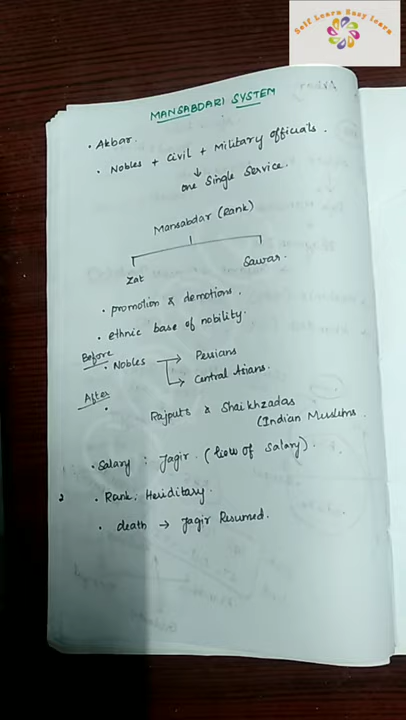 Self Learn Easy Learn
MANSABDARI SYSTEM
• Akbar.
• Nobles + Civil + Military officials.
↓
one single service.
Mansabdar (Rank)
Zat Sawar.
• promotion & demotions.
• ethnic base of nobility.
Before
• Nobles → Persians
→ Central Asians.
After
• Rajputs & Shaikhzadas
(Indian Muslims.
• Salary : Jagir. (lieu of salary).
• Rank: Heriditary.
• death → Jagir Resumed.